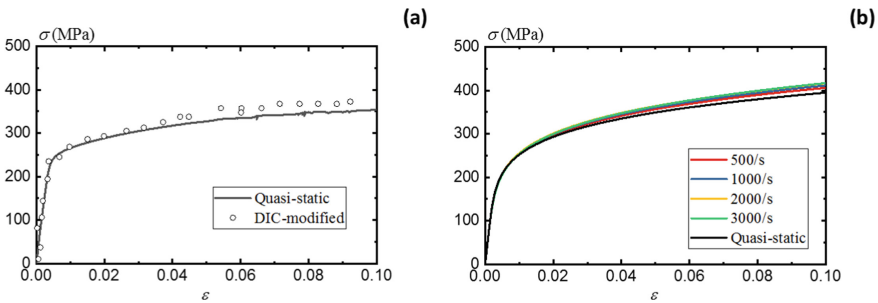 (a)
σ(MPa)
500
400
300
200
100
0
0.00
0.02
0.04
0.06
0.08
0.10
ε
Quasi-static
DIC-modified
(b)
σ(MPa)
500
400
300
200
100
0
0.00
0.02
0.04
0.06
0.08
0.10
ε
500/s
1000/s
2000/s
3000/s
Quasi-static